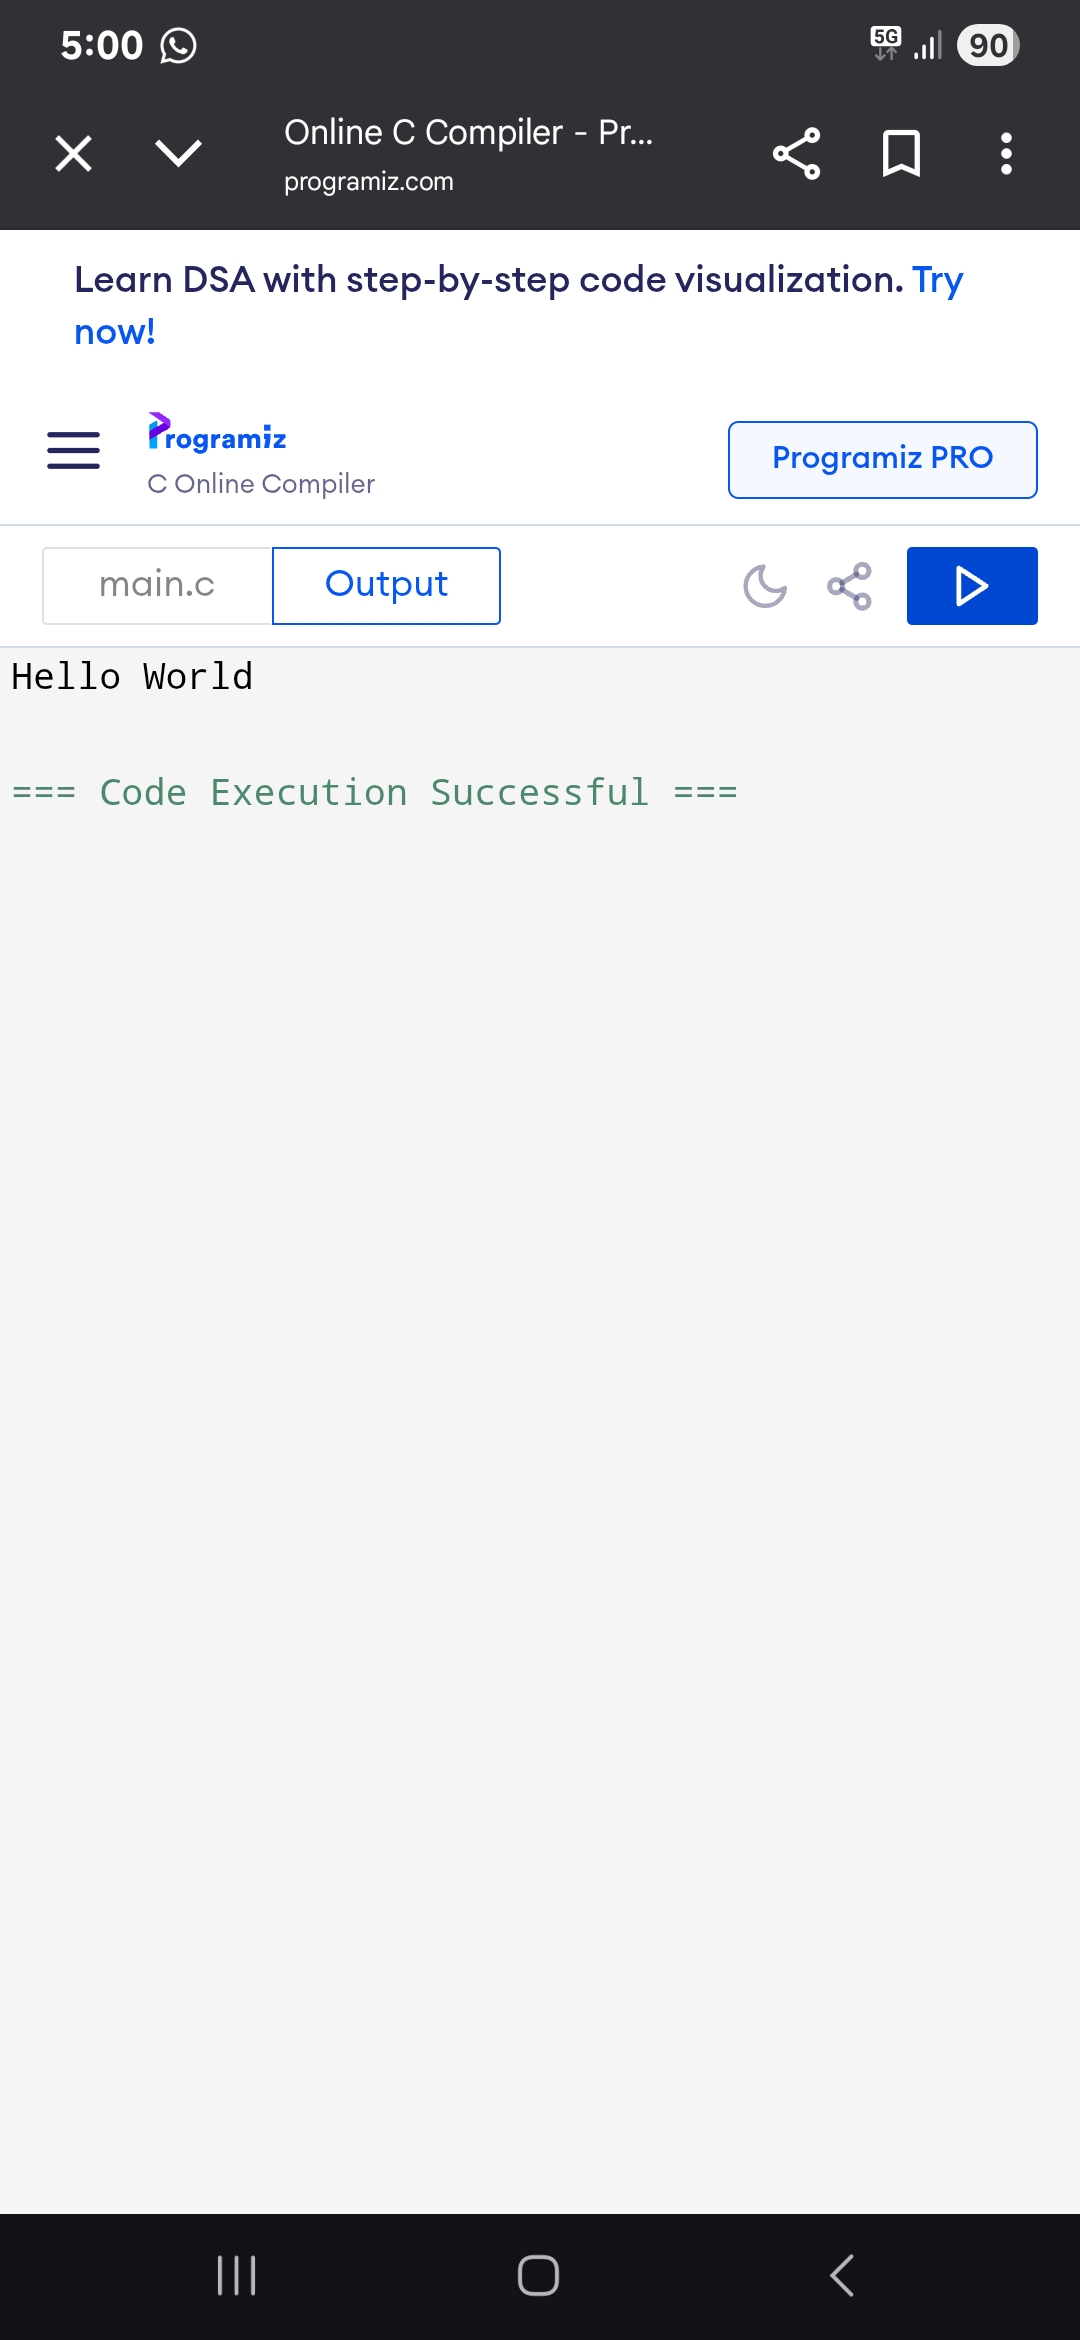 5:00
5G
90
Online C Compiler - Pr...
programiz.com
Learn DSA with step-by-step code visualization. Try
now!
Programiz
C Online Compiler
Programiz PRO
main.c
Output
Hello World
=== Code Execution Successful ===